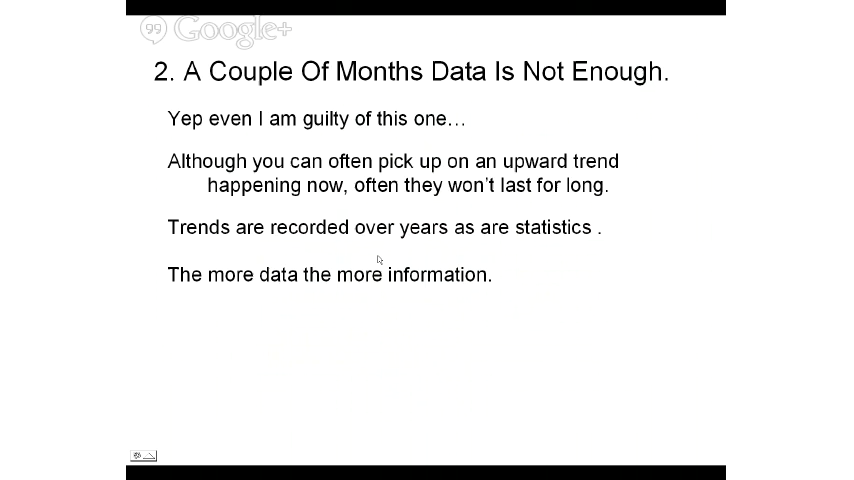 Google+
2. A Couple Of Months Data Is Not Enough.
Yep even I am guilty of this one…
Although you can often pick up on an upward trend
happening now, often they won't last for long.
Trends are recorded over years as are statistics .
The more data the more information.